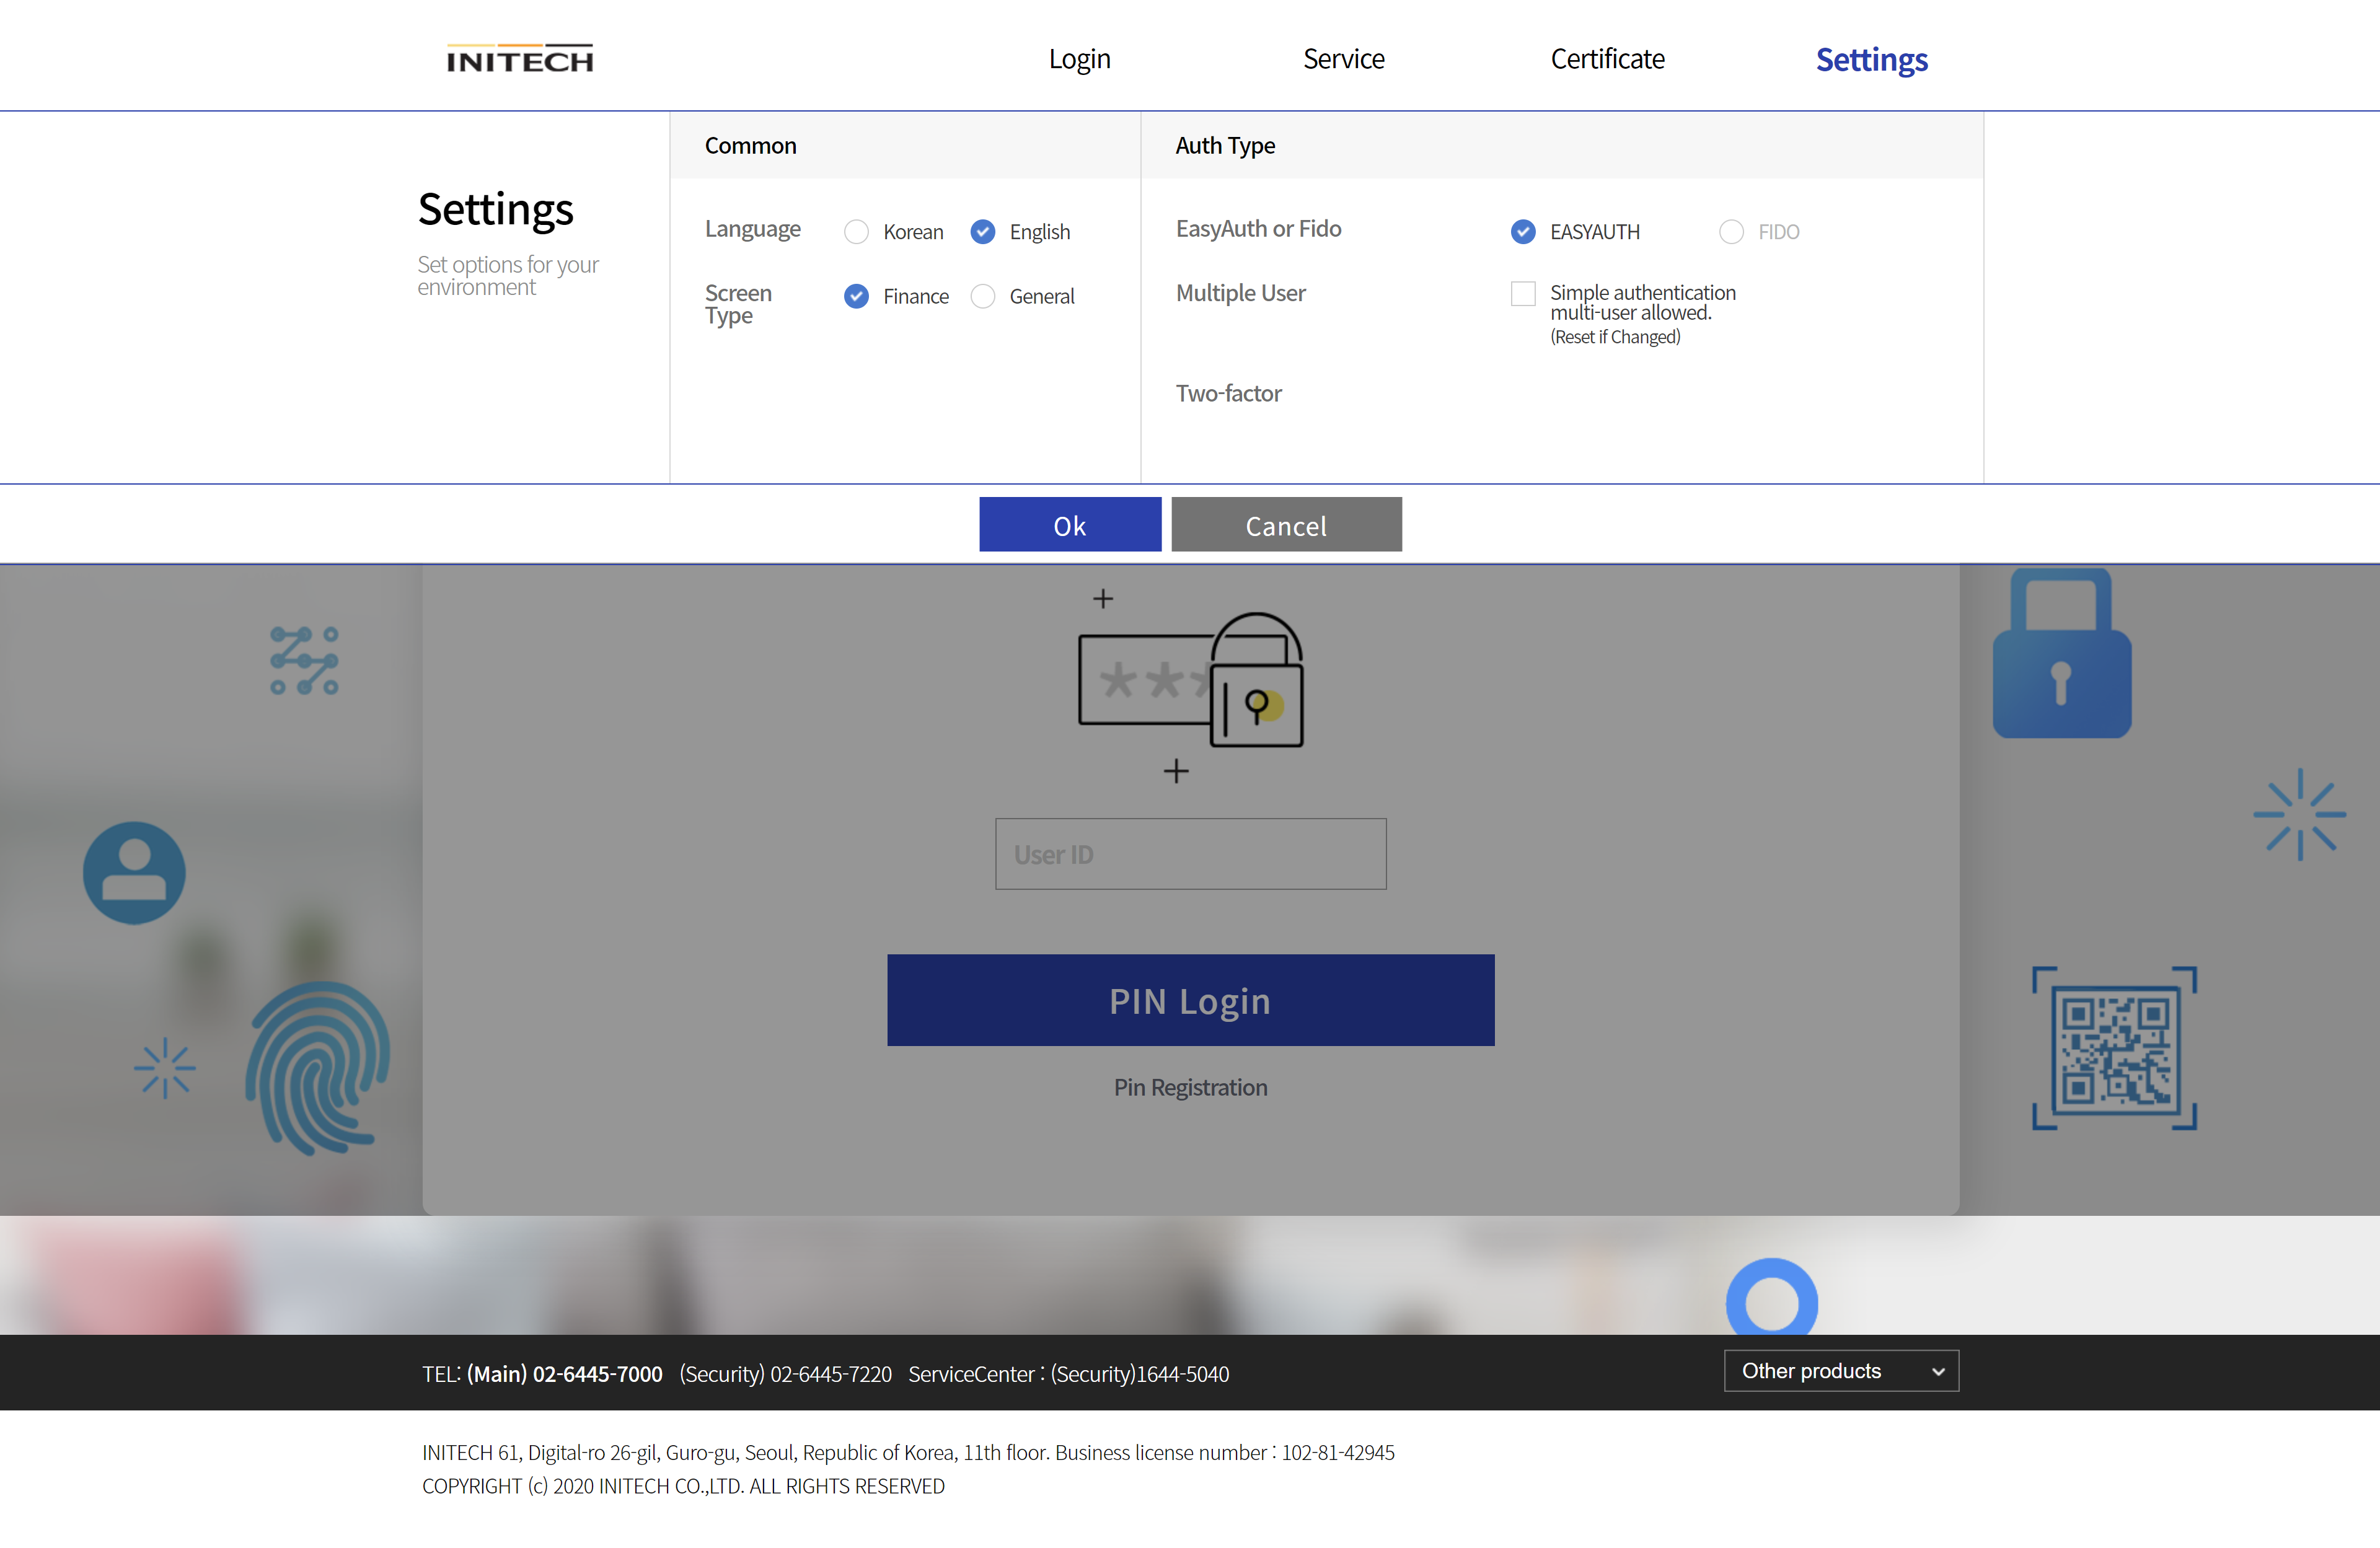 INITECH
Login
Service
Certificate
Settings
Settings
Set options for your
environment
Common
Language
Korean
English
Screen
Type
Finance
General
Auth Type
EasyAuth or Fido
EASYAUTH
FIDO
Multiple User
Simple authentication
multi-user allowed.
(Reset if Changed)
Two-factor
Ok
Cancel
***
User ID
PIN Login
Pin Registration
TEL: (Main) 02-6445-7000 (Security) 02-6445-7220 ServiceCenter : (Security)1644-5040
Other products
INITECH 61, Digital-ro 26-gil, Guro-gu, Seoul, Republic of Korea, 11th floor. Business license number : 102-81-42945
COPYRIGHT (c) 2020 INITECH CO.,LTD. ALL RIGHTS RESERVED